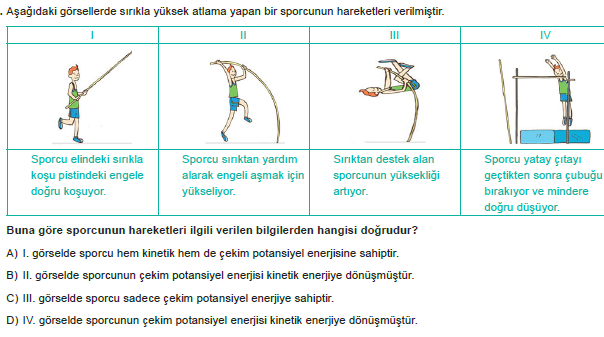 . Aşağıdaki görsellerde sırıkla yüksek atlama yapan bir sporcunun hareketleri verilmiştir.
I II III IV
Sporcu elindeki sırıkla
koşu pistindeki engele
doğru koşuyor.
Sporcu sırıktan yardım
alarak engeli aşmak için
yükseliyor.
Sırıktan destek alan
sporcunun yüksekliği
artıyor.
Sporcu yatay çıtayı
geçtikten sonra çubuğu
bırakıyor ve mindere
doğru düşüyor.
Buna göre sporcunun hareketleri ilgili verilen bilgilerden hangisi doğrudur?
A) I. görselde sporcu hem kinetik hem de çekim potansiyel enerjisine sahiptir.
B) II. görselde sporcunun çekim potansiyel enerjisi kinetik enerjiye dönüşmüştür.
C) III. görselde sporcu sadece çekim potansiyel enerjiye sahiptir.
D) IV. görselde sporcunun çekim potansiyel enerjisi kinetik enerjiye dönüşmüştür.